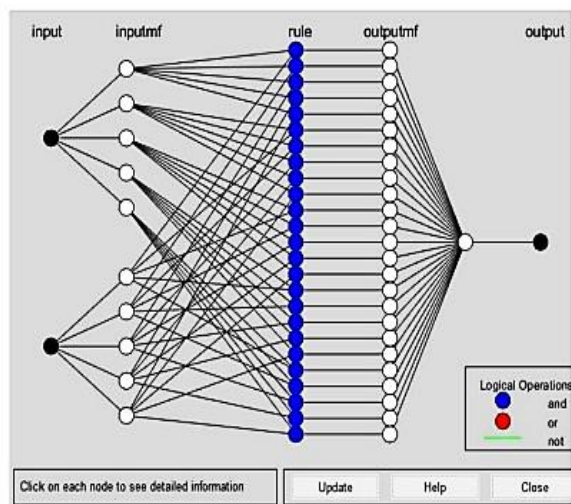 input inputmf rule outputmf output
Logical Operations
and
or
not
Click on each node to see detailed information
Update Help Close